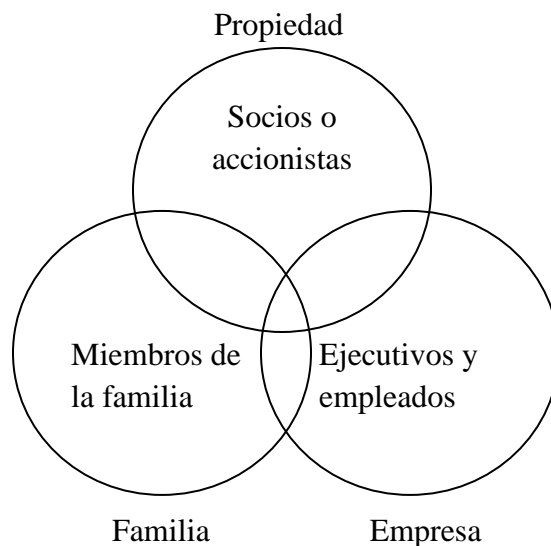 Propiedad
Socios o
accionistas
Miembros de
la familia
Ejecutivos y
empleados
Familia
Empresa